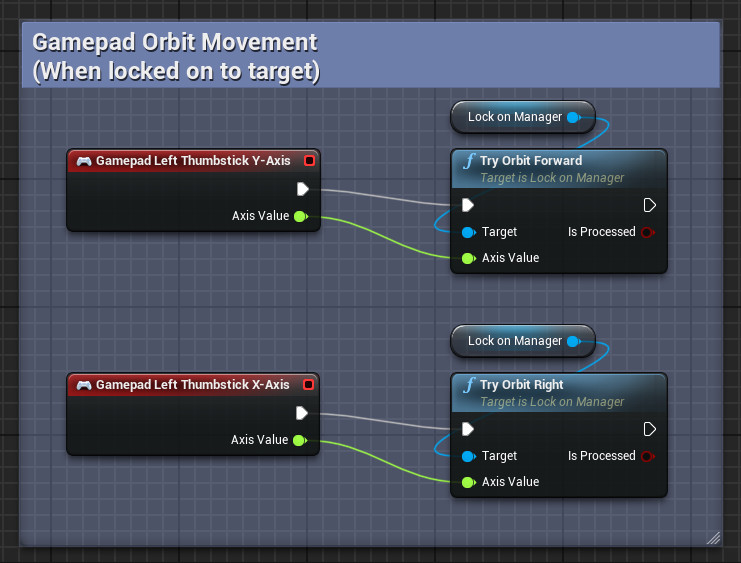 Gamepad Orbit Movement
(When locked on to target)
Lock on Manager
Gamepad Left Thumbstick Y-Axis
Axis Value
f Try Orbit Forward
Target is Lock on Manager
Target
Is Processed
Axis Value
Lock on Manager
Gamepad Left Thumbstick X-Axis
Axis Value
f Try Orbit Right
Target is Lock on Manager
Target
Is Processed
Axis Value